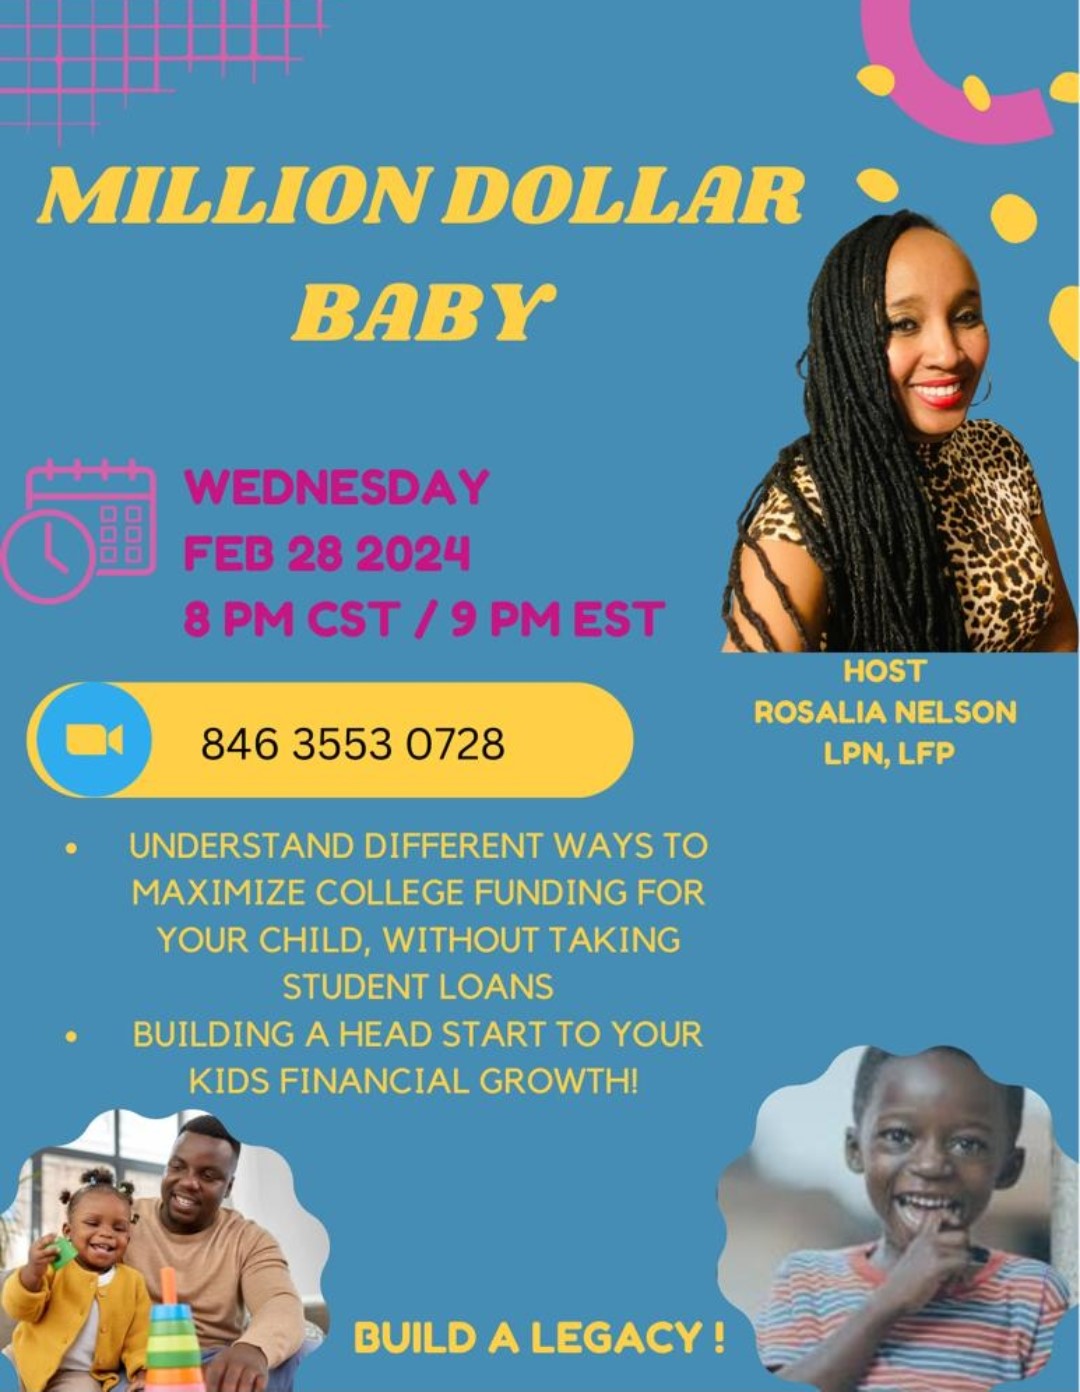 MILLION DOLLAR
BABY
WEDNESDAY
FEB 28 2024
8 PM CST / 9 PM EST
HOST
ROSALIA NELSON
LPN, LFP
846 3553 0728
• UNDERSTAND DIFFERENT WAYS TO
MAXIMIZE COLLEGE FUNDING FOR
YOUR CHILD, WITHOUT TAKING
STUDENT LOANS
• BUILDING A HEAD START TO YOUR
KIDS FINANCIAL GROWTH!
BUILD A LEGACY !